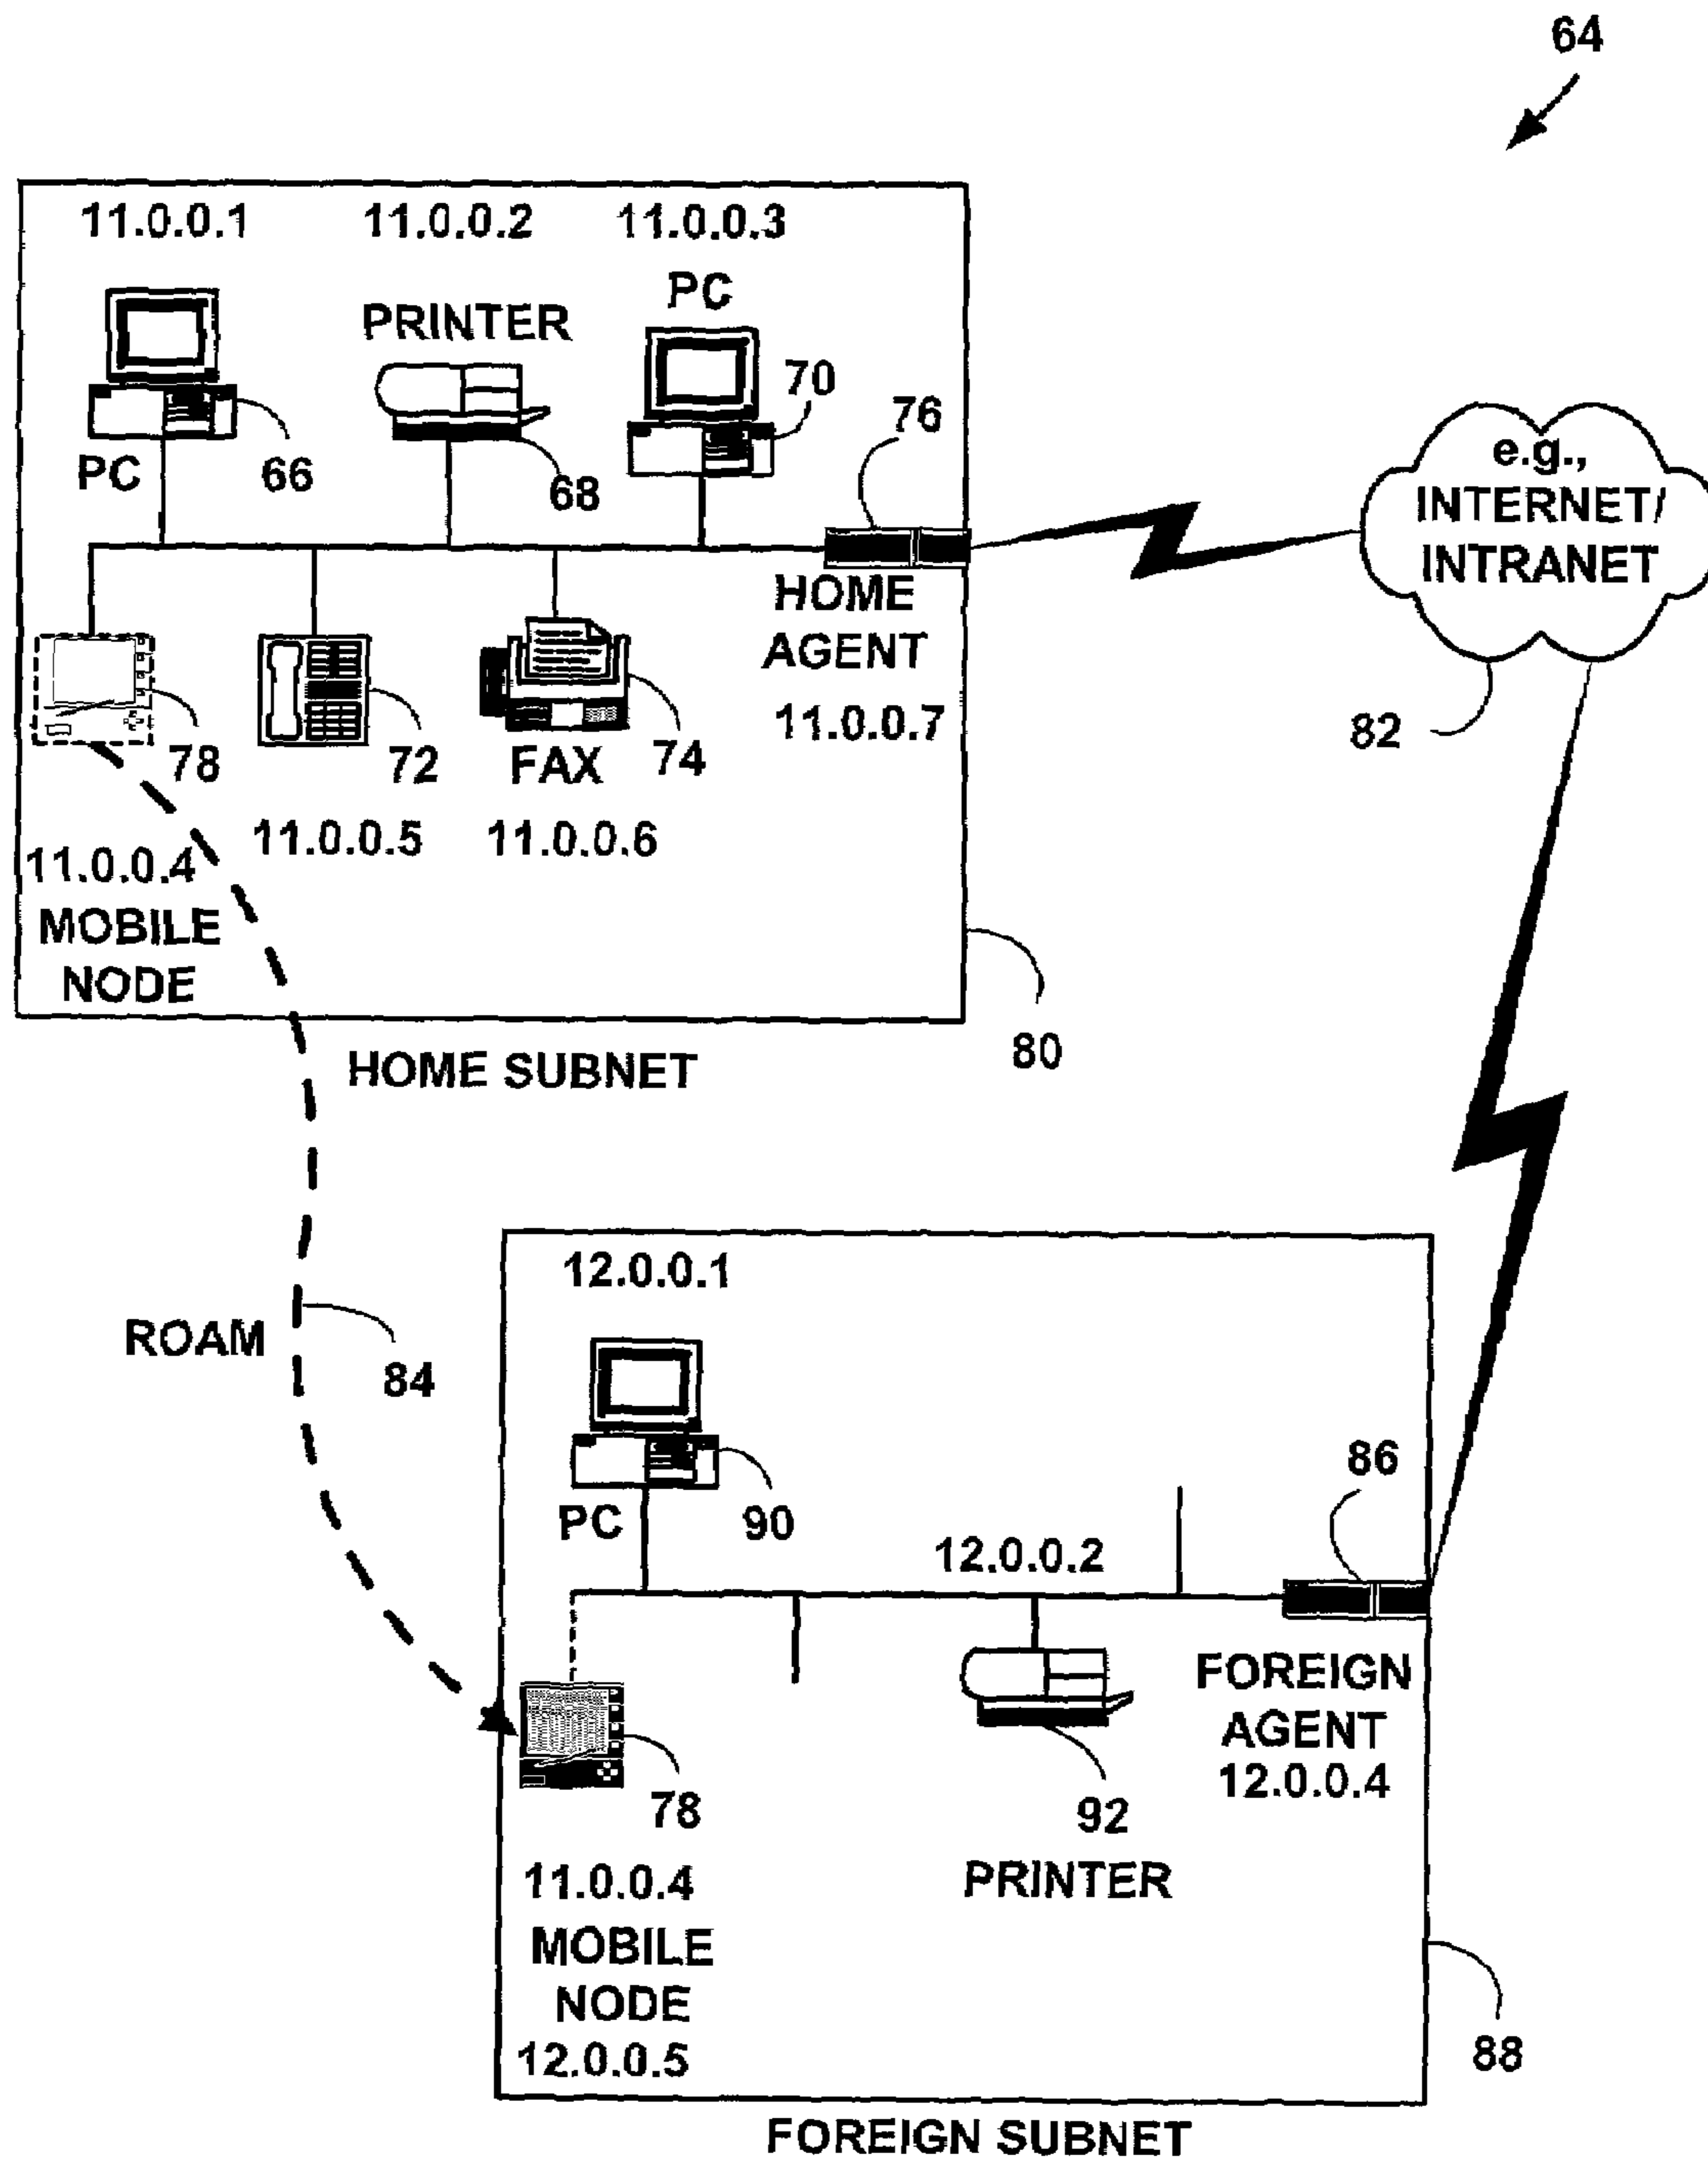 64
11.0.0.1 11.0.0.2 11.0.0.3
PC
PRINTER
70
76
PC 66
68
e.g.,
INTERNET/
INTRANET
82
HOME
AGENT
11.0.0.7
78
72
FAX 74
11.0.0.4
MOBILE
NODE
11.0.0.5
11.0.0.6
80
HOME SUBNET
ROAM
84
12.0.0.1
PC 90
12.0.0.2
86
FOREIGN
AGENT
12.0.0.4
78
92
PRINTER
11.0.0.4
MOBILE
NODE
12.0.0.5
88
FOREIGN SUBNET